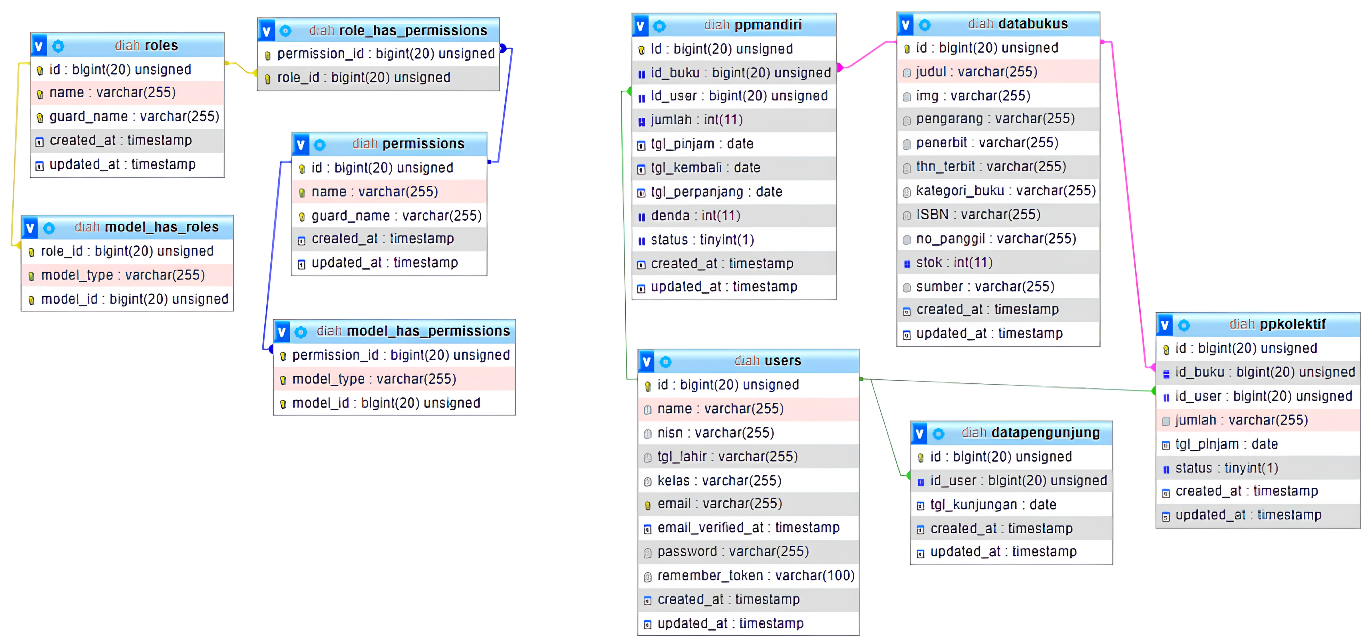 diah roles
id : bigint(20) unsigned
name : varchar(255)
guard_name : varchar(255)
created_at : timestamp
updated_at : timestamp
diah role_has_permissions
permission_id : bigint(20) unsigned
role_id : bigint(20) unsigned
diah permissions
id : bigint(20) unsigned
name : varchar(255)
guard_name : varchar(255)
created_at : timestamp
updated_at : timestamp
diah model_has_roles
role_id : bigint(20) unsigned
model_type : varchar(255)
model_id : bigint(20) unsigned
diah model_has_permissions
permission_id : bigint(20) unsigned
model_type : varchar(255)
model_id : bigint(20) unsigned
diah ppmandiri
id : bigint(20) unsigned
id_buku : bigint(20) unsigned
id_user : bigint(20) unsigned
jumlah : int(11)
tgl_pinjam : date
tgl_kembali : date
tgl_perpanjang : date
denda : int(11)
status : tinyint(1)
created_at : timestamp
updated_at : timestamp
diah databukus
id : bigint(20) unsigned
judul : varchar(255)
img : varchar(255)
pengarang : varchar(255)
penerbit : varchar(255)
thn_terbit : varchar(255)
kategori_buku : varchar(255)
ISBN : varchar(255)
no_panggil : varchar(255)
stok : int(11)
sumber : varchar(255)
created_at : timestamp
updated_at : timestamp
diah users
id : bigint(20) unsigned
name : varchar(255)
nisn : varchar(255)
tgl_lahir : varchar(255)
kelas : varchar(255)
email : varchar(255)
email_verified_at : timestamp
password : varchar(255)
remember_token : varchar(100)
created_at : timestamp
updated_at : timestamp
diah datapengunjung
id : bigint(20) unsigned
id_user : bigint(20) unsigned
tgl_kunjungan : date
created_at : timestamp
updated_at : timestamp
diah ppkolektif
id : bigint(20) unsigned
id_buku : bigint(20) unsigned
id_user : bigint(20) unsigned
jumlah : varchar(255)
tgl_pinjam : date
status : tinyint(1)
created_at : timestamp
updated_at : timestamp